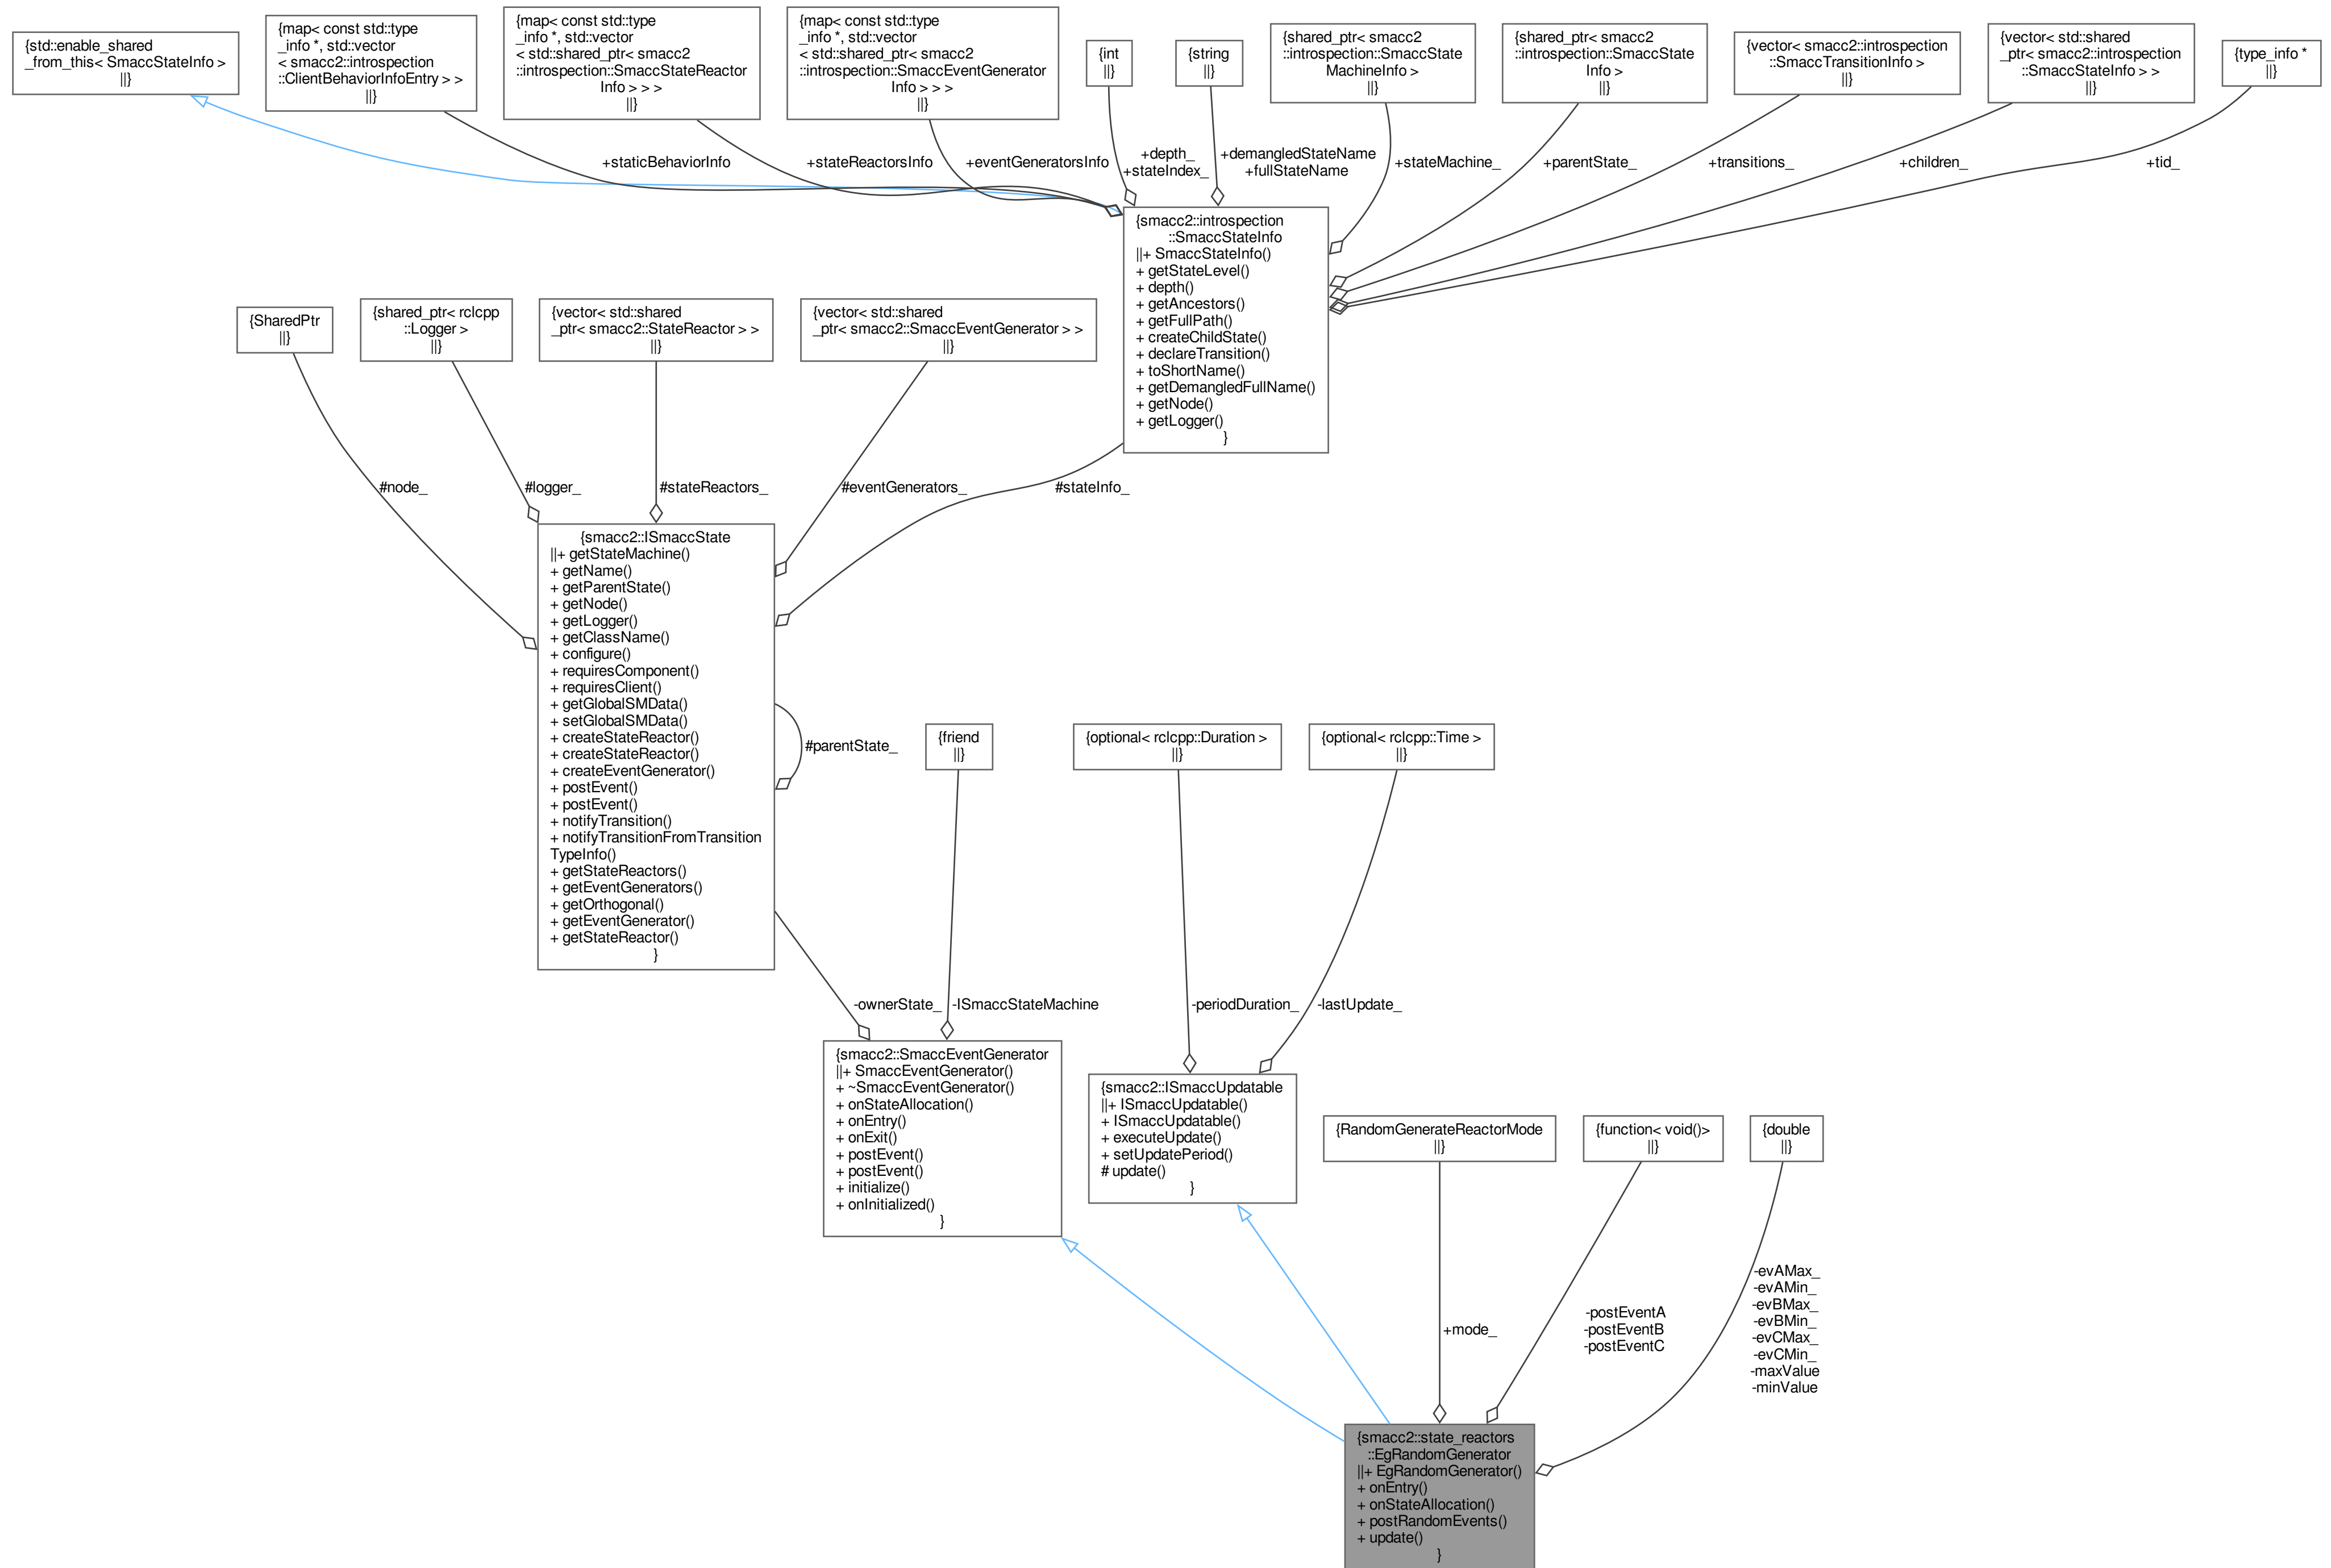 {std::enable_shared
_from_this< SmaccStateInfo >
||}
{map< const std::type
_info *, std::vector
< smacc2::introspection
::ClientBehaviorInfoEntry > >
||}
{map< const std::type
_info *, std::vector
< std::shared_ptr< smacc2
::introspection::SmaccStateReactor
Info > > >
||}
{map< const std::type
_info *, std::vector
< std::shared_ptr< smacc2
::introspection::SmaccEventGenerator
Info > > >
||}
{int
||}
{string
||}
{shared_ptr< smacc2
::introspection::SmaccState
MachineInfo >
||}
{shared_ptr< smacc2
::introspection::SmaccState
Info >
||}
{vector< smacc2::introspection
::SmaccTransitionInfo >
||}
{vector< std::shared
_ptr< smacc2::introspection
::SmaccStateInfo > >
||}
{type_info *
||}
+staticBehaviorInfo
+stateReactorsInfo
+eventGeneratorsInfo
+depth_
+stateIndex_
+demangledStateName
+fullStateName
+stateMachine_
+parentState_
+transitions_
+children_
+tid_
{smacc2::introspection
::SmaccStateInfo
||+ SmaccStateInfo()
+ getStateLevel()
+ depth()
+ getAncestors()
+ getFullPath()
+ createChildState()
+ declareTransition()
+ toShortName()
+ getDemangledFullName()
+ getNode()
+ getLogger()
}
{SharedPtr
||}
{shared_ptr< rclcpp
::Logger >
||}
{vector< std::shared
_ptr< smacc2::StateReactor > >
||}
{vector< std::shared
_ptr< smacc2::SmaccEventGenerator > >
||}
#node_
#logger_
#stateReactors_
#eventGenerators_
#stateInfo_
{smacc2::ISmaccState
||+ getStateMachine()
+ getName()
+ getParentState()
+ getNode()
+ getLogger()
+ getClassName()
+ configure()
+ requiresComponent()
+ requiresClient()
+ getGlobalSMData()
+ setGlobalSMData()
+ createStateReactor()
+ createStateReactor()
+ createEventGenerator()
+ postEvent()
+ postEvent()
+ notifyTransition()
+ notifyTransitionFromTransition
TypeInfo()
+ getStateReactors()
+ getEventGenerators()
+ getOrthogonal()
+ getEventGenerator()
+ getStateReactor()
}
#parentState_
{friend
||}
{optional< rclcpp::Duration >
||}
{optional< rclcpp::Time >
||}
-ownerState_
-ISmaccStateMachine
-periodDuration_
-lastUpdate_
{smacc2::SmaccEventGenerator
||+ SmaccEventGenerator()
+ ~SmaccEventGenerator()
+ onStateAllocation()
+ onEntry()
+ onExit()
+ postEvent()
+ postEvent()
+ initialize()
+ onInitialized()
}
{smacc2::ISmaccUpdatable
||+ ISmaccUpdatable()
+ ISmaccUpdatable()
+ executeUpdate()
+ setUpdatePeriod()
# update()
}
{RandomGenerateReactorMode
||}
{function< void()>
||}
{double
||}
+mode_
-postEventA
-postEventB
-postEventC
-evAMax_
-evAMin_
-evBMax_
-evBMin_
-evCMax_
-evCMin_
-maxValue
-minValue
{smacc2::state_reactors
::EgRandomGenerator
||+ EgRandomGenerator()
+ onEntry()
+ onStateAllocation()
+ postRandomEvents()
+ update()
}